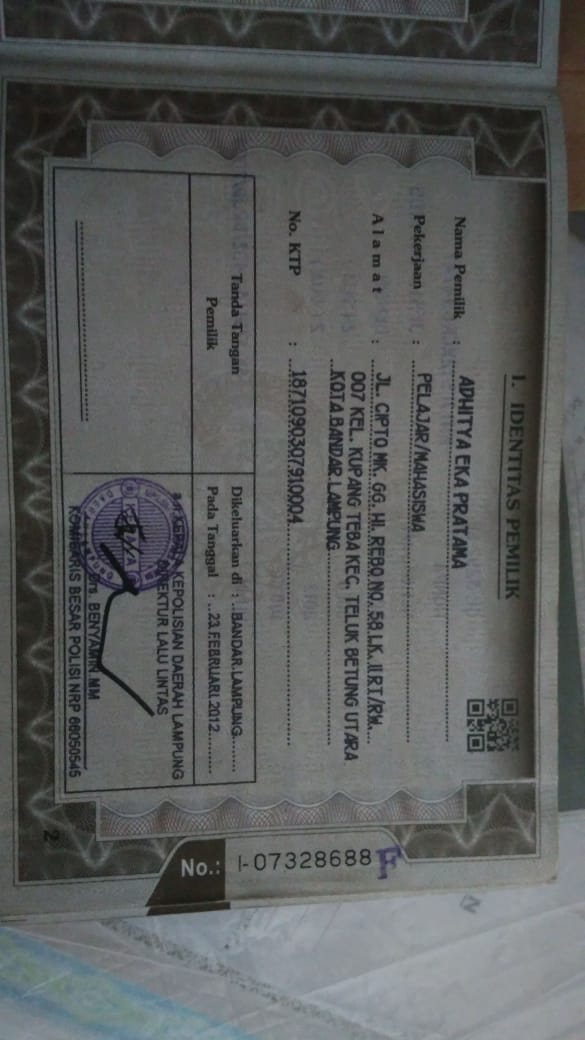 I. IDENTITAS PEMILIK
Nama Pemilik : ADHITYA EKA PRATAMA
Pekerjaan : PELAJAR/MAHASISWA
Alamat : JL. CIPTO MK. GG. HI. REBO NO. 58 LK. II RT/RW.
007 KEL. KUPANG TEBA KEC. TELUK BETUNG UTARA
KOTA BANDAR LAMPUNG
No. KTP : 1871090307910004
Tanda Tangan
Pemilik
Dikeluarkan di : BANDAR LAMPUNG
Pada Tanggal : 23 FEBRUARI 2012
KEPOLISIAN DAERAH LAMPUNG
DIREKTUR LALU LINTAS
Drs. BENYAMIN, MM
KOMISARIS BESAR POLISI NRP 66050545
No.: I-07328688
2